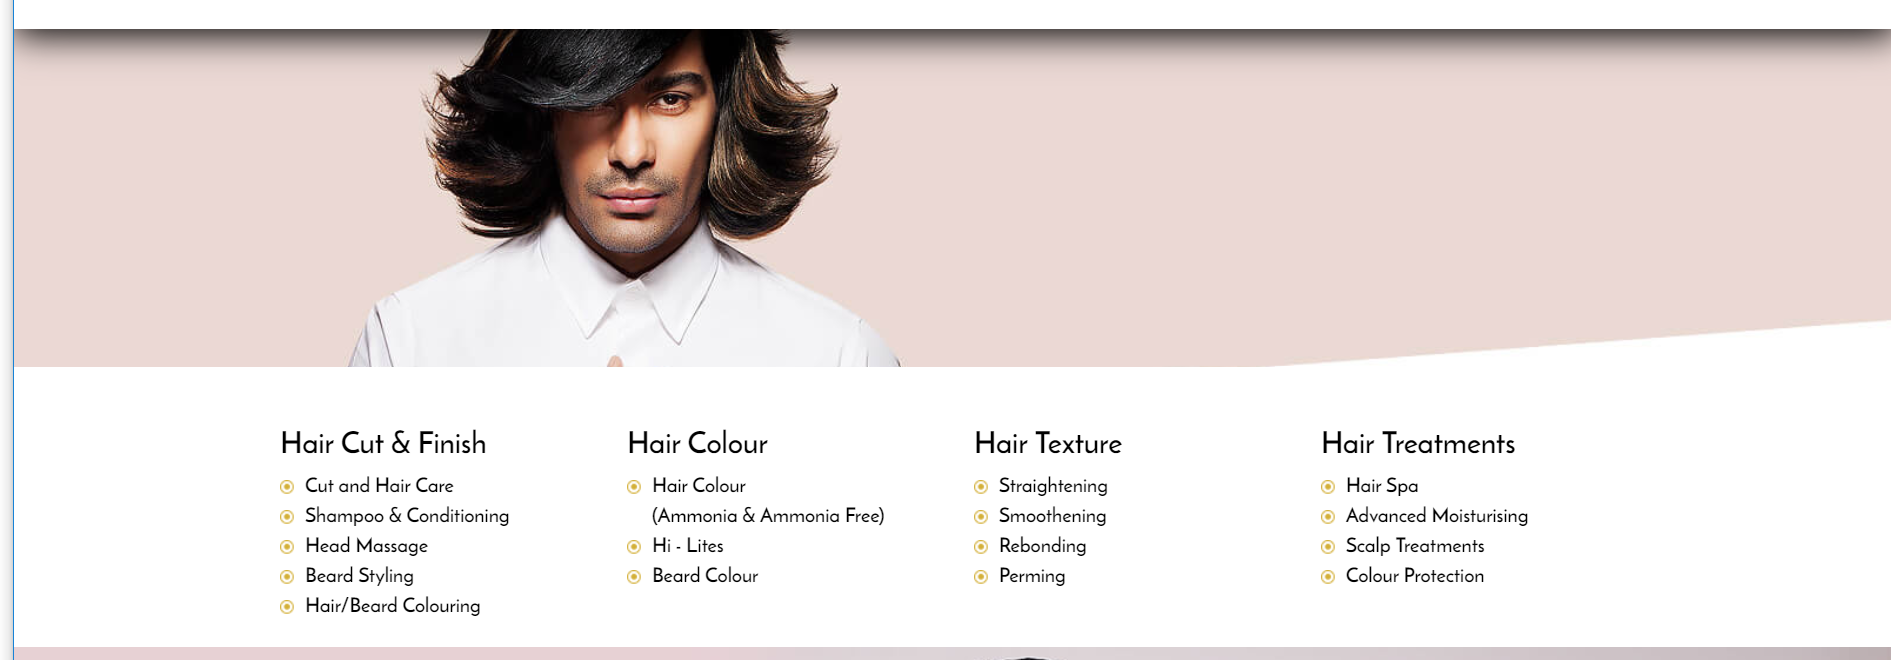 Hair Cut & Finish
Cut and Hair Care
Shampoo & Conditioning
Head Massage
Beard Styling
Hair/Beard Colouring
Hair Colour
Hair Colour
(Ammonia & Ammonia Free)
Hi - Lites
Beard Colour
Hair Texture
Straightening
Smoothening
Rebonding
Perming
Hair Treatments
Hair Spa
Advanced Moisturising
Scalp Treatments
Colour Protection